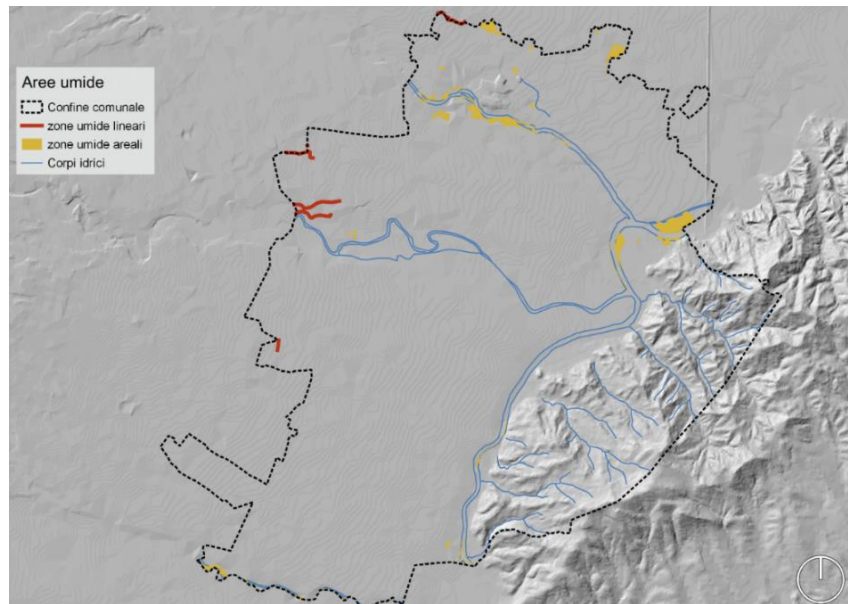 Aree umide
Confine comunale
zone umide lineari
zone umide areali
Corpi idrici